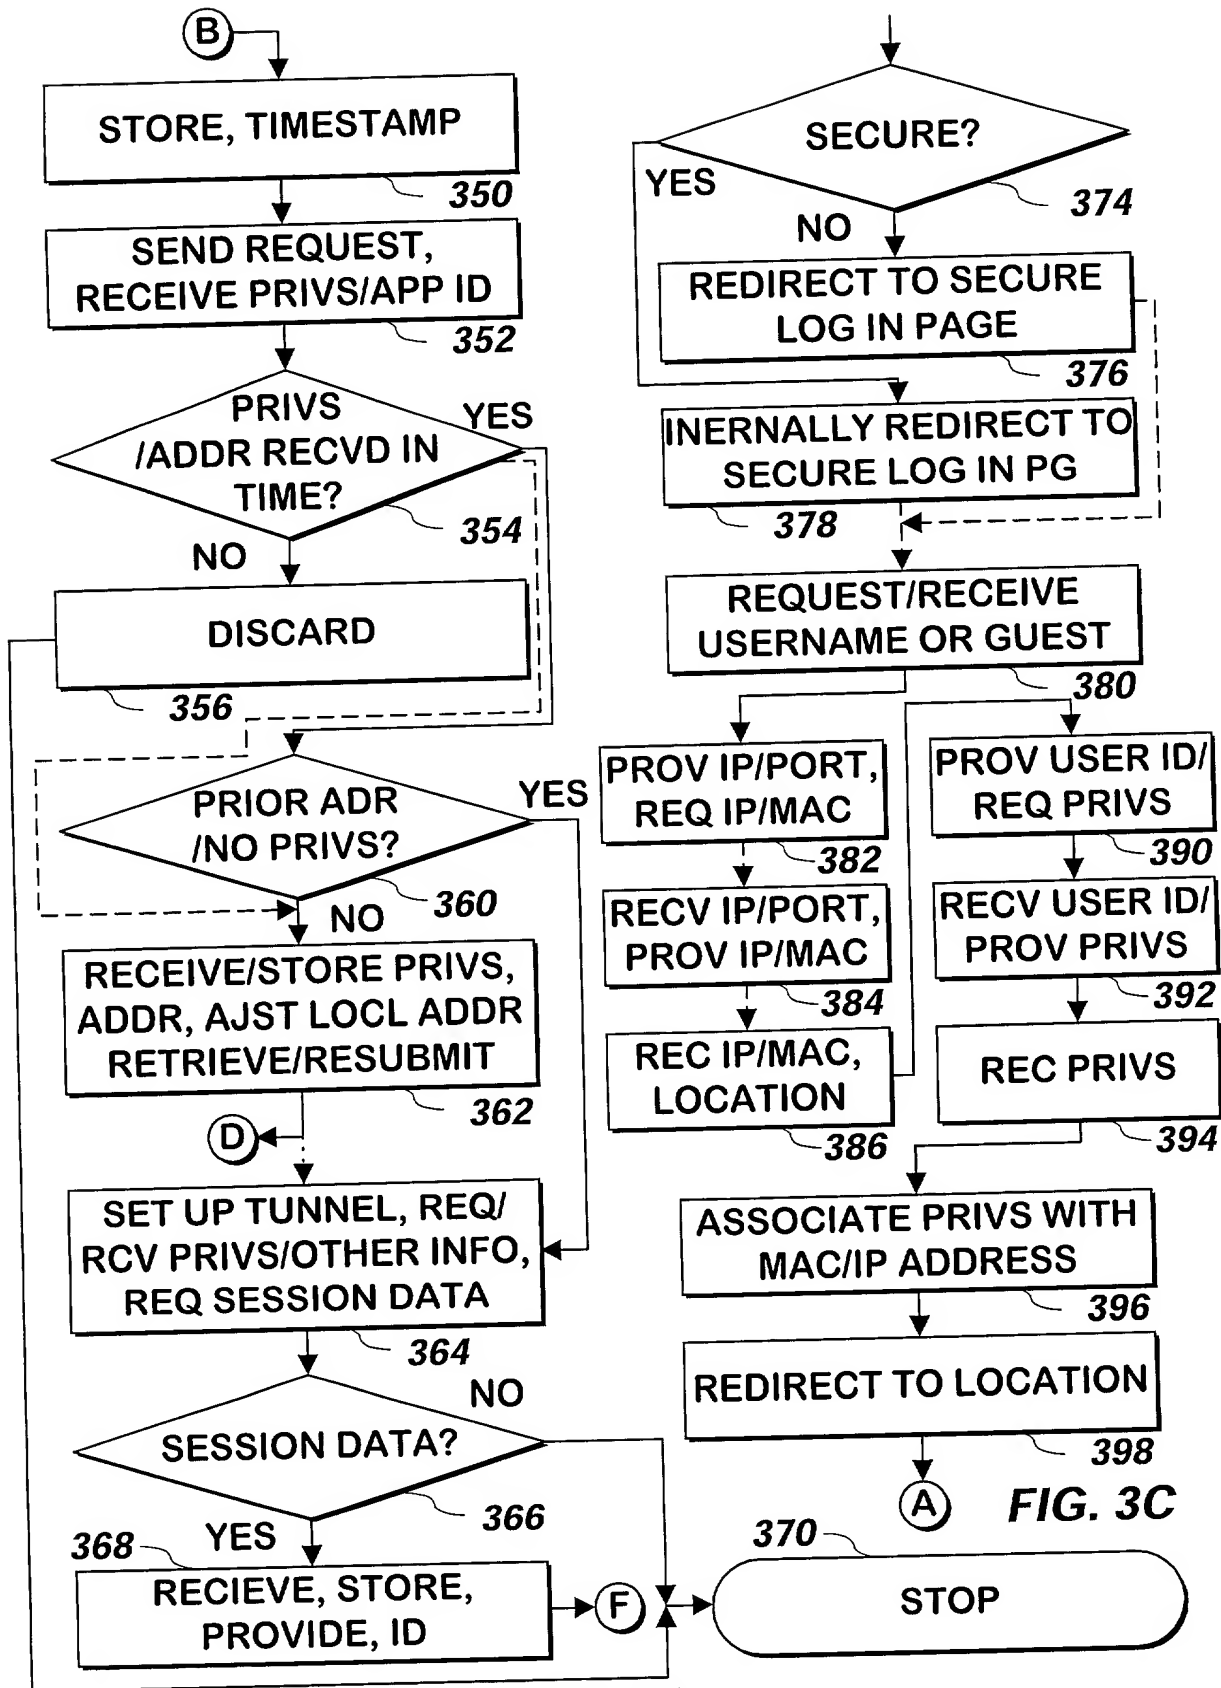 B
STORE, TIMESTAMP
350
SEND REQUEST,
RECEIVE PRIVS/APP ID
352
PRIVS
/ADDR RECVD IN
TIME?
YES
354
NO
DISCARD
356
PRIOR ADR
/NO PRIVS?
YES
360
NO
RECEIVE/STORE PRIVS,
ADDR, AJST LOCL ADDR
RETRIEVE/RESUBMIT
362
D
SET UP TUNNEL, REQ/
RCV PRIVS/OTHER INFO,
REQ SESSION DATA
364
NO
SESSION DATA?
366
YES
368
RECIEVE, STORE,
PROVIDE, ID
F
SECURE?
YES
374
NO
REDIRECT TO SECURE
LOG IN PAGE
376
INERNALLY REDIRECT TO
SECURE LOG IN PG
378
REQUEST/RECEIVE
USERNAME OR GUEST
380
PROV IP/PORT,
REQ IP/MAC
382
RECV IP/PORT,
PROV IP/MAC
384
REC IP/MAC,
LOCATION
386
PROV USER ID/
REQ PRIVS
390
RECV USER ID/
PROV PRIVS
392
REC PRIVS
394
ASSOCIATE PRIVS WITH
MAC/IP ADDRESS
396
REDIRECT TO LOCATION
398
A
FIG. 3C
370
STOP